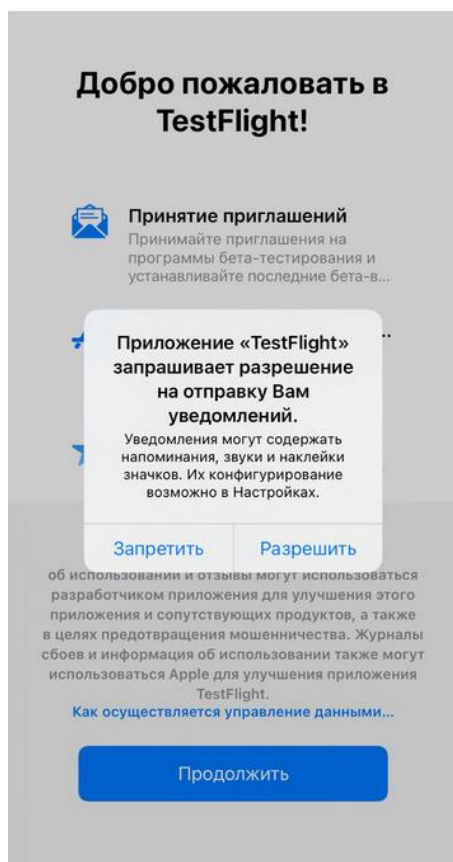 Добро пожаловать в
TestFlight!
Принятие приглашений
Принимайте приглашения на
программы бета-тестирования и
устанавливайте последние бета-в...
Приложение «TestFlight»
запрашивает разрешение
на отправку Вам
уведомлений.
Уведомления могут содержать
напоминания, звуки и наклейки
значков. Их конфигурирование
возможно в Настройках.
Запретить Разрешить
об использовании и отзывы могут использоваться
разработчиком приложения для улучшения этого
приложения и сопутствующих продуктов, а также
в целях предотвращения мошенничества. Журналы
сбоев и информация об использовании также могут
использоваться Apple для улучшения приложения
TestFlight.
Как осуществляется управление данными...
Продолжить